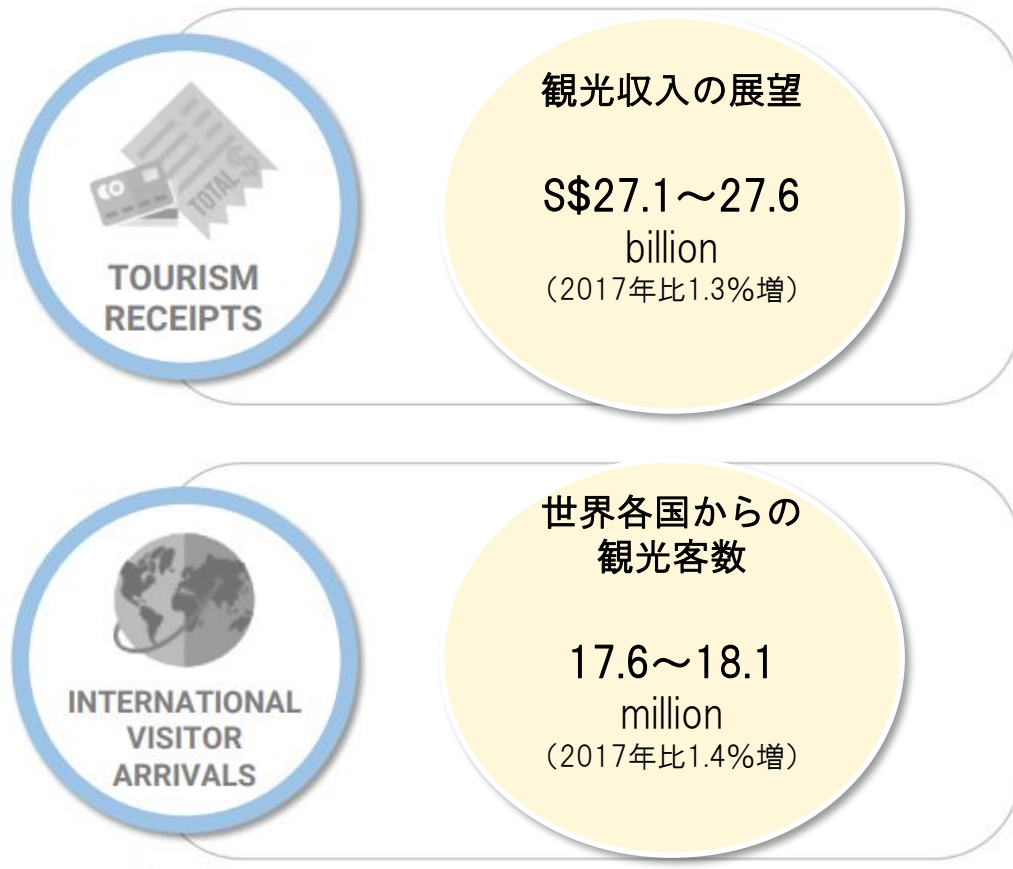 TOTAL $
TOURISM
RECEIPTS
観光収入の展望
S$27.1～27.6
billion
（2017年比1.3％増）
INTERNATIONAL
VISITOR
ARRIVALS
世界各国からの
観光客数
17.6～18.1
million
（2017年比1.4％増）